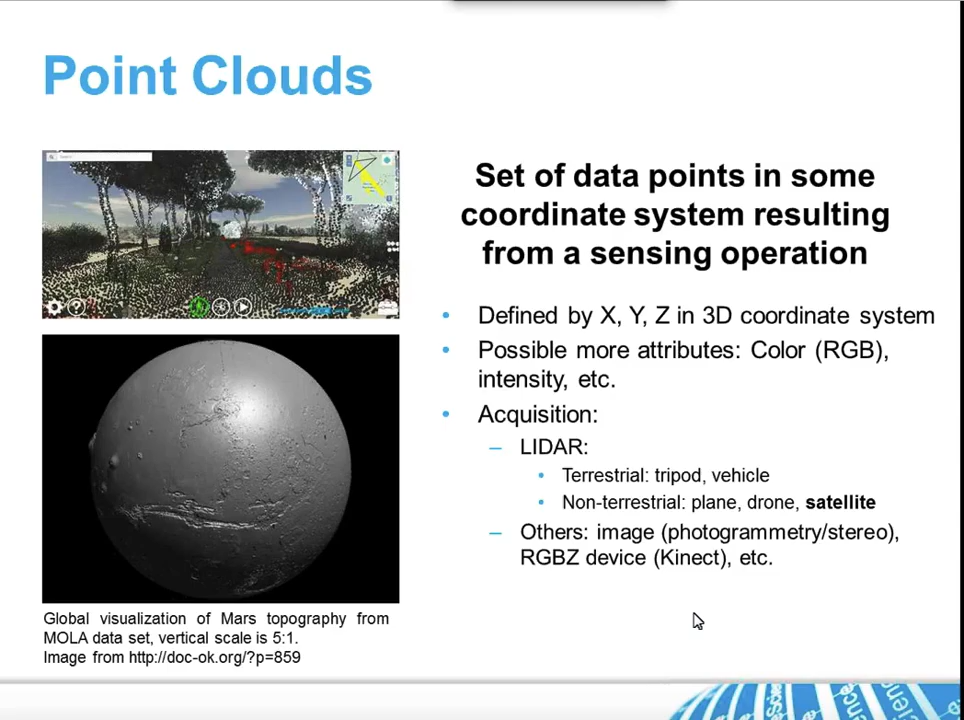 Point Clouds
Set of data points in some
coordinate system resulting
from a sensing operation
• Defined by X, Y, Z in 3D coordinate system
• Possible more attributes: Color (RGB),
intensity, etc.
• Acquisition:
– LIDAR:
• Terrestrial: tripod, vehicle
• Non-terrestrial: plane, drone, satellite
– Others: image (photogrammetry/stereo),
RGBZ device (Kinect), etc.
Global visualization of Mars topography from
MOLA data set, vertical scale is 5:1.
Image from http://doc-ok.org/?p=859